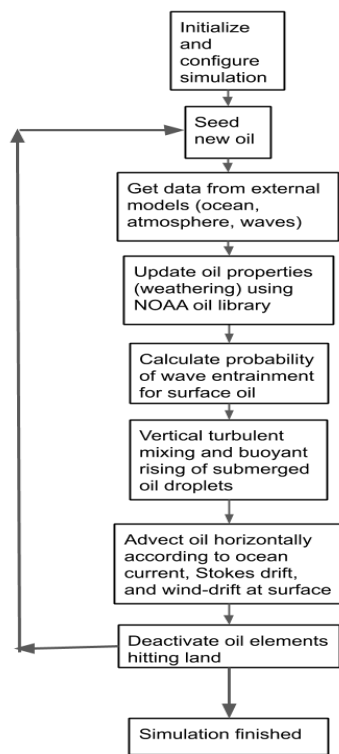 Initialize
and
configure
simulation
Seed
new oil
Get data from external
models (ocean,
atmosphere, waves)
Update oil properties
(weathering) using
NOAA oil library
Calculate probability
of wave entrainment
for surface oil
Vertical turbulent
mixing and buoyant
rising of submerged
oil droplets
Advect oil horizontally
according to ocean
current, Stokes drift,
and wind-drift at surface
Deactivate oil elements
hitting land
Simulation finished